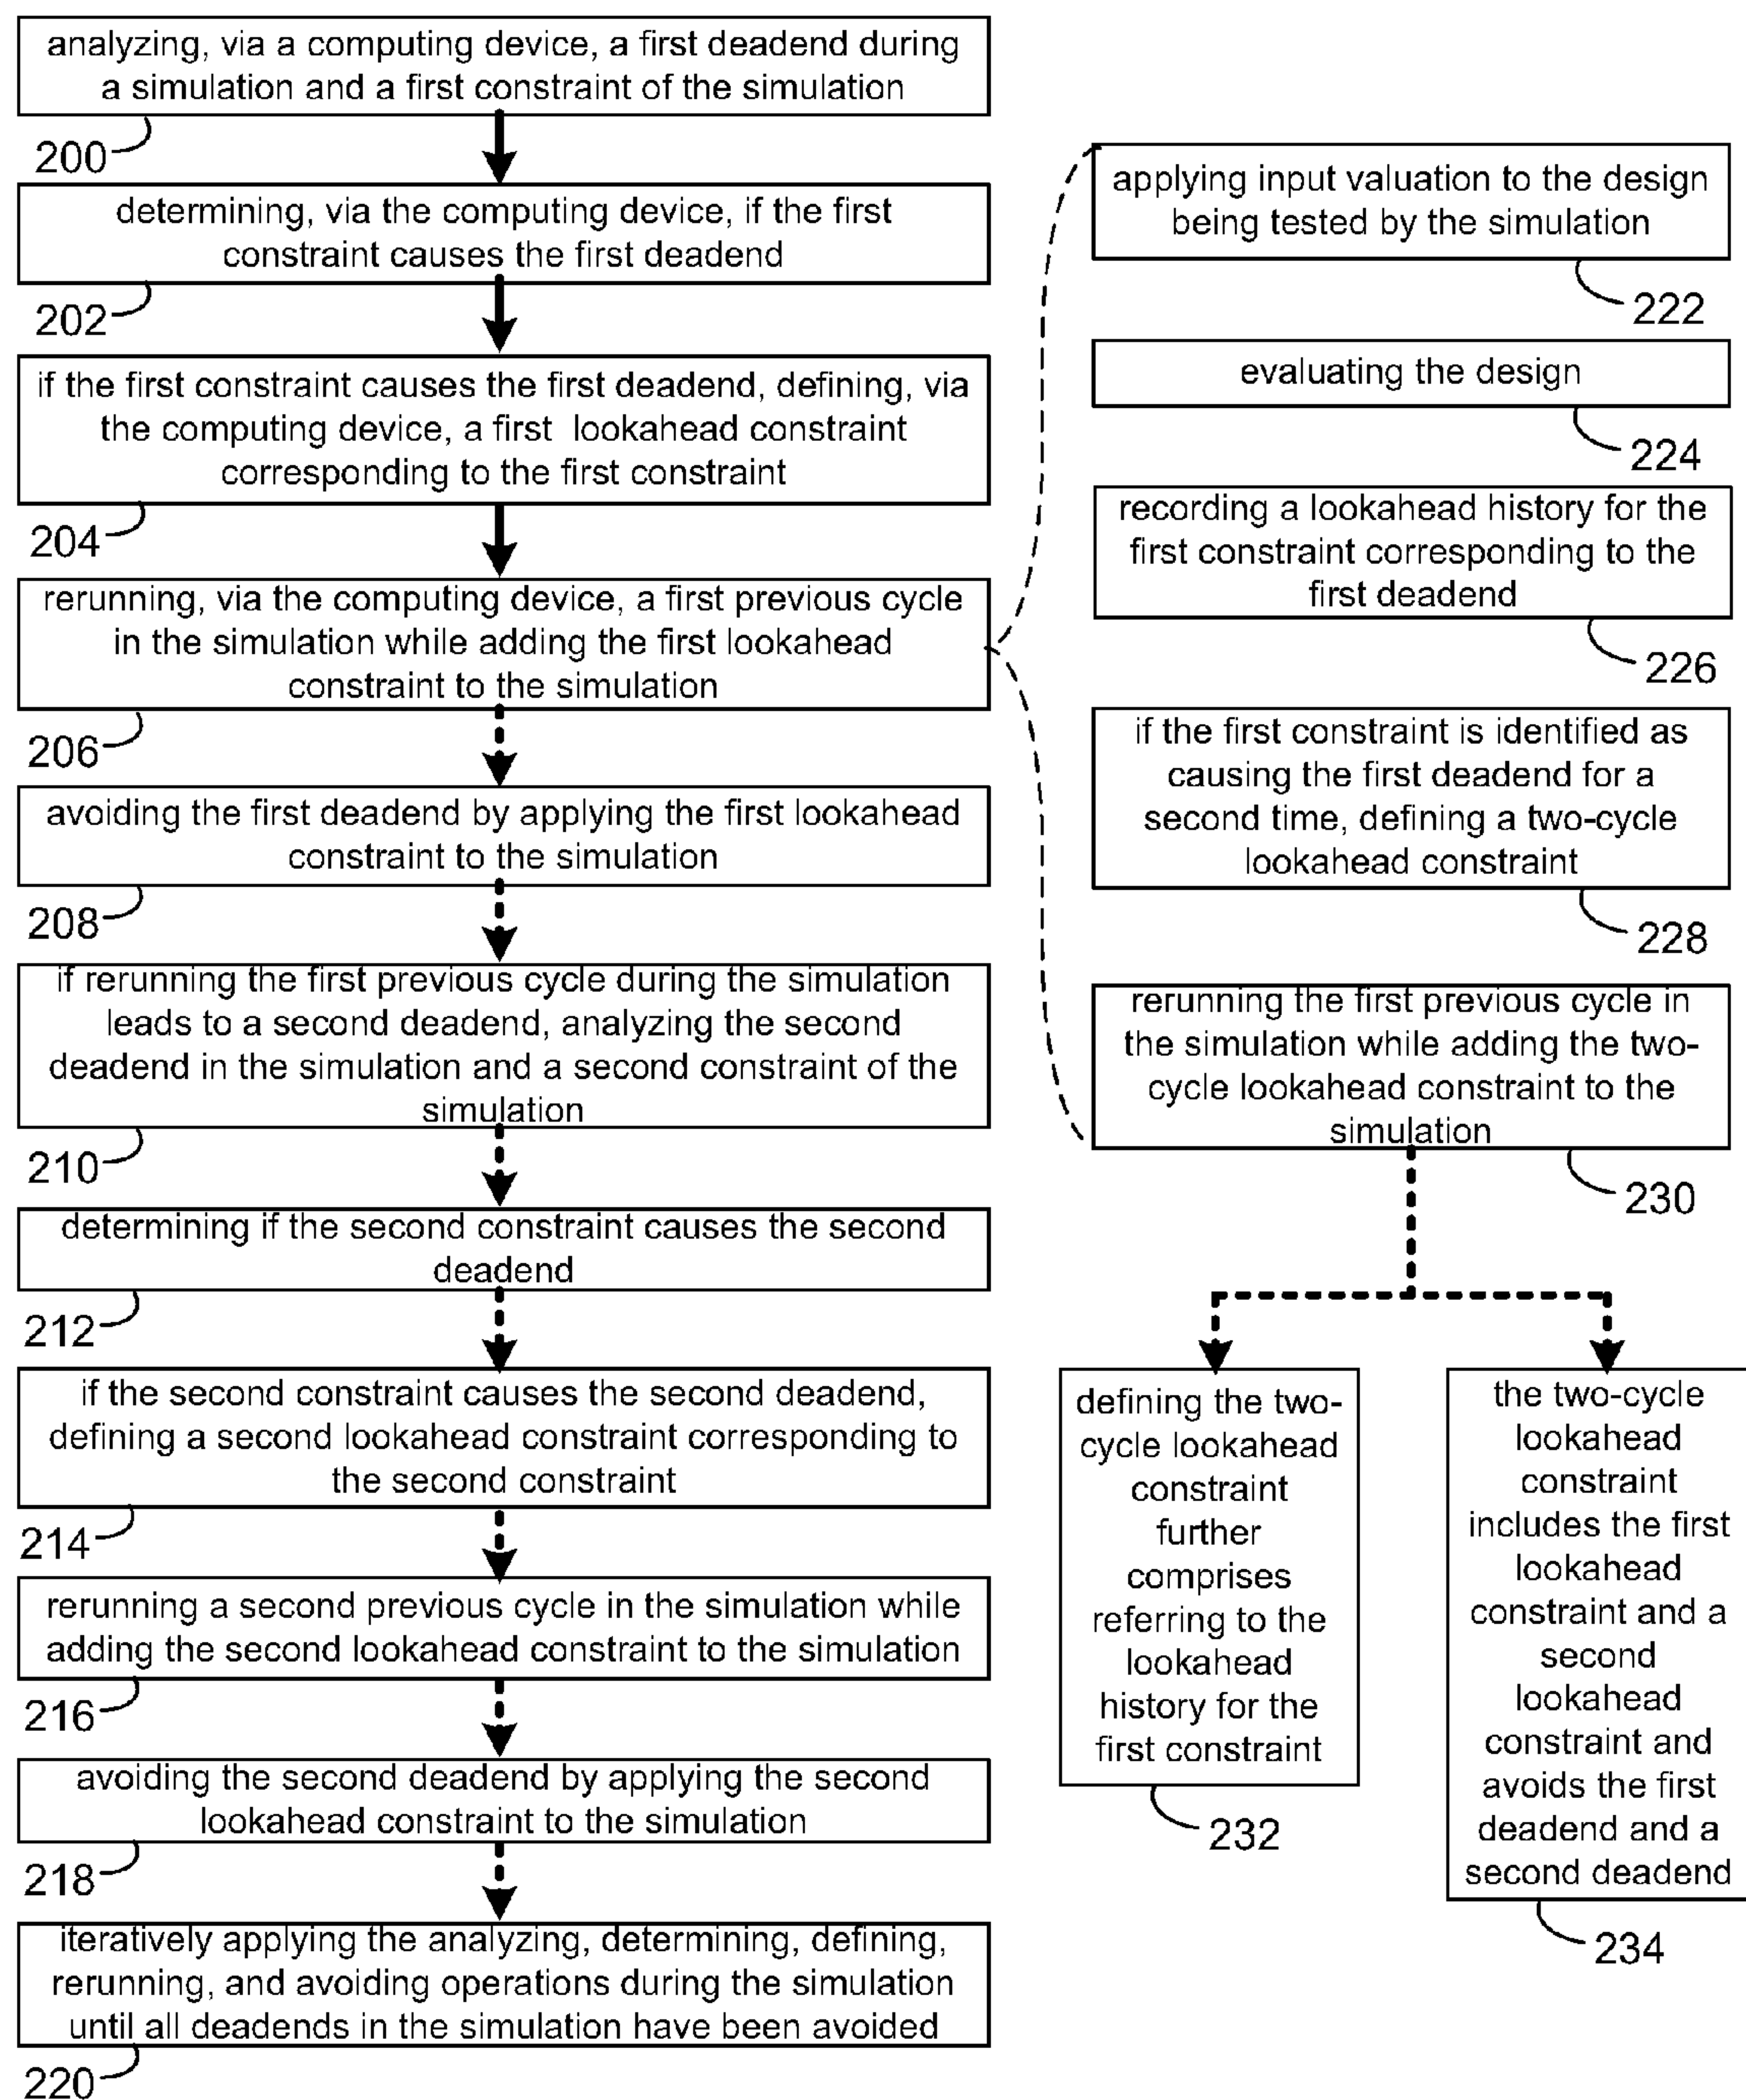 analyzing, via a computing device, a first deadend during
a simulation and a first constraint of the simulation
200
determining, via the computing device, if the first
constraint causes the first deadend
202
if the first constraint causes the first deadend, defining, via
the computing device, a first lookahead constraint
corresponding to the first constraint
204
rerunning, via the computing device, a first previous cycle
in the simulation while adding the first lookahead
constraint to the simulation
206
avoiding the first deadend by applying the first lookahead
constraint to the simulation
208
if rerunning the first previous cycle during the simulation
leads to a second deadend, analyzing the second
deadend in the simulation and a second constraint of the
simulation
210
determining if the second constraint causes the second
deadend
212
if the second constraint causes the second deadend,
defining a second lookahead constraint corresponding to
the second constraint
214
rerunning a second previous cycle in the simulation while
adding the second lookahead constraint to the simulation
216
avoiding the second deadend by applying the second
lookahead constraint to the simulation
218
iteratively applying the analyzing, determining, defining,
rerunning, and avoiding operations during the simulation
until all deadends in the simulation have been avoided
220
applying input valuation to the design
being tested by the simulation
222
evaluating the design
224
recording a lookahead history for the
first constraint corresponding to the
first deadend
226
if the first constraint is identified as
causing the first deadend for a
second time, defining a two-cycle
lookahead constraint
228
rerunning the first previous cycle in
the simulation while adding the two-
cycle lookahead constraint to the
simulation
230
defining the two-
cycle lookahead
constraint
further
comprises
referring to the
lookahead
history for the
first constraint
232
the two-cycle
lookahead
constraint
includes the first
lookahead
constraint and a
second
lookahead
constraint and
avoids the first
deadend and a
second deadend
234